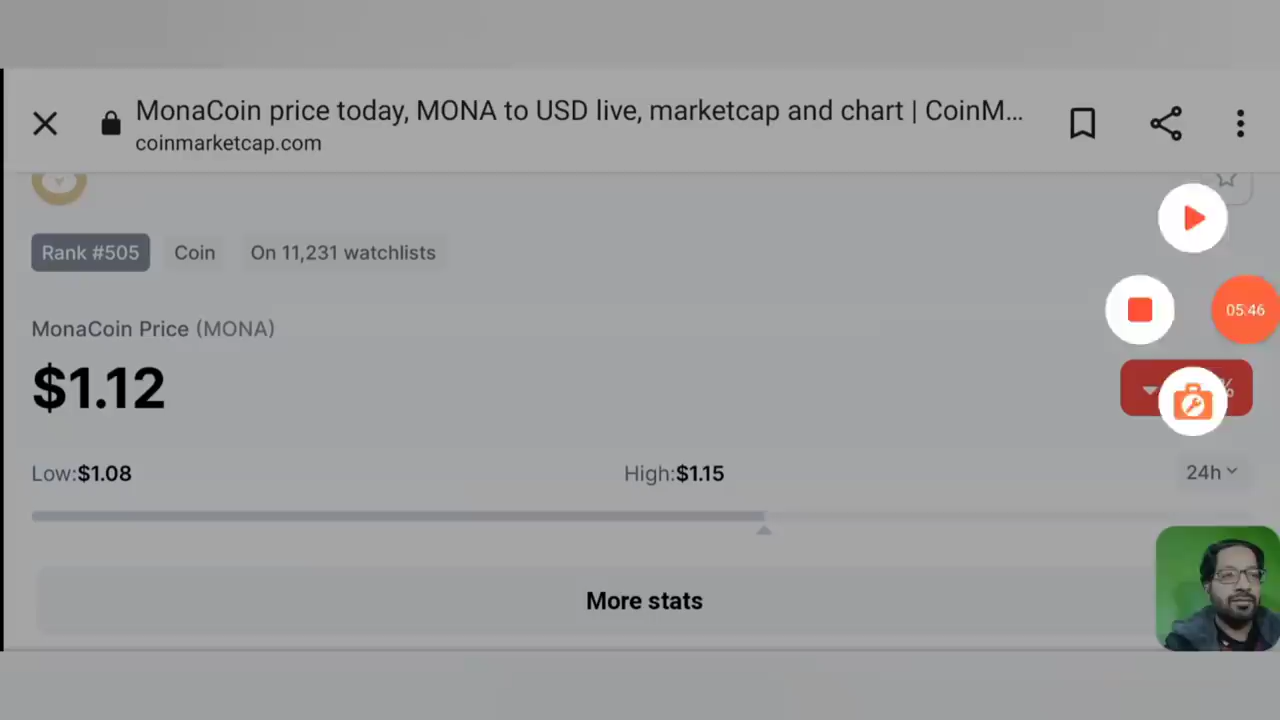 MonaCoin price today, MONA to USD live, marketcap and chart | CoinM...
coinmarketcap.com
Rank #505 Coin On 11,231 watchlists
MonaCoin Price (MONA)
05:46
$1.12
%
Low:$1.08 High:$1.15 24h
More stats